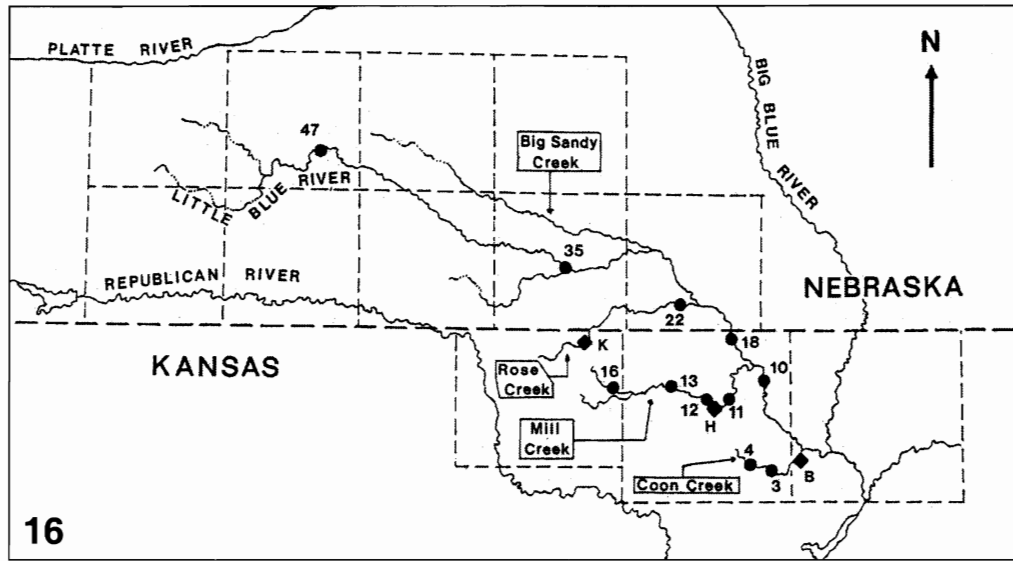 PLATTE RIVER
N
BIG BLUE RIVER
47
Big Sandy
Creek
LITTLE BLUE RIVER
35
REPUBLICAN RIVER
NEBRASKA
22
18
KANSAS
K
Rose
Creek
16
13
10
12
11
H
Mill
Creek
4
3
B
Coon Creek
16